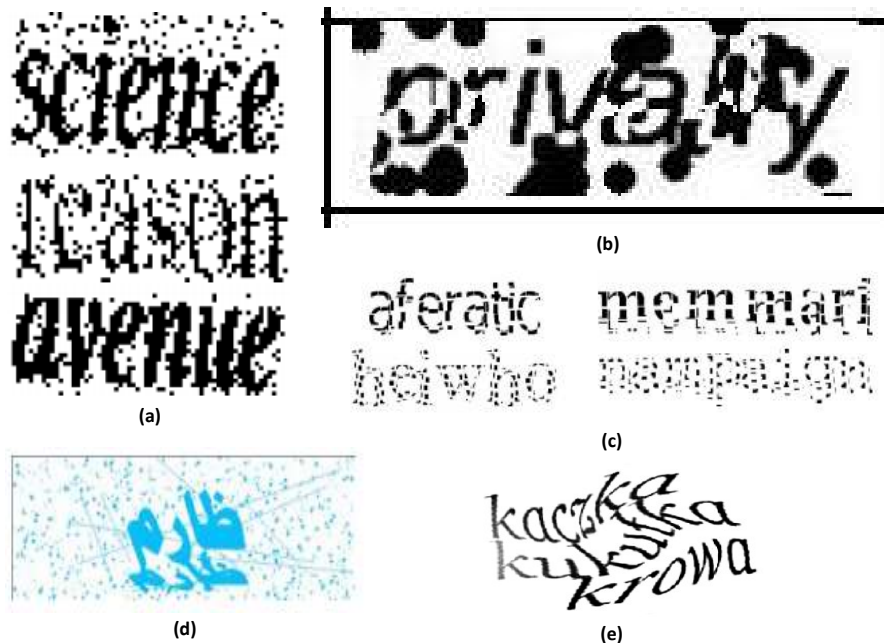 science
reason
avenue
(a)
privacy
(b)
aferatic memmari
heiwho nampaign
(c)
(d)
kaczka
kukułka
krowa
(e)